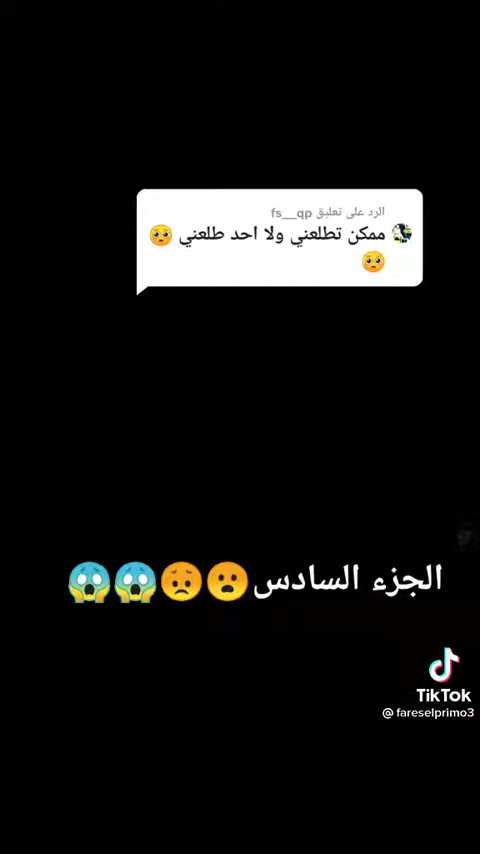 الرد على تعليق fs__qp
ممكن تطلعني ولا احد طلعني 🥺
🥺
الجزء السادس😦😟😱😱
TikTok
@fareselprimo3